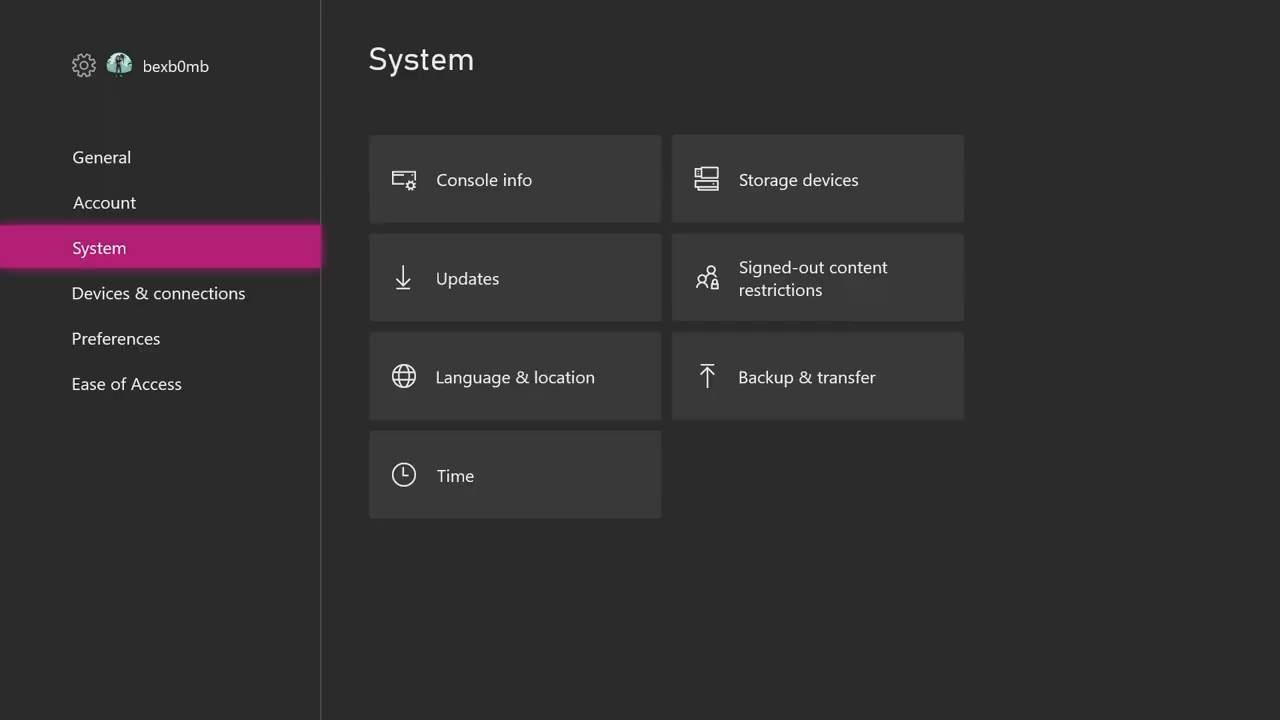 bexb0mb
General
Account
System
Devices & connections
Preferences
Ease of Access
System
Console info
Storage devices
Updates
Signed-out content
restrictions
Language & location
Backup & transfer
Time